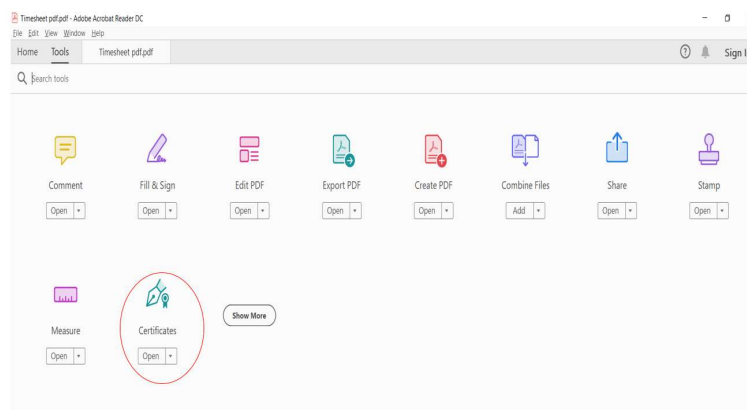 Timesheet pdf.pdf - Adobe Acrobat Reader DC
File Edit View Window Help
Home Tools Timesheet pdf.pdf Sign I
Search tools
Comment Fill & Sign Edit PDF Export PDF Create PDF Combine Files Share Stamp
Open Open Open Open Open Add Open Open
Measure Certificates Show More
Open Open